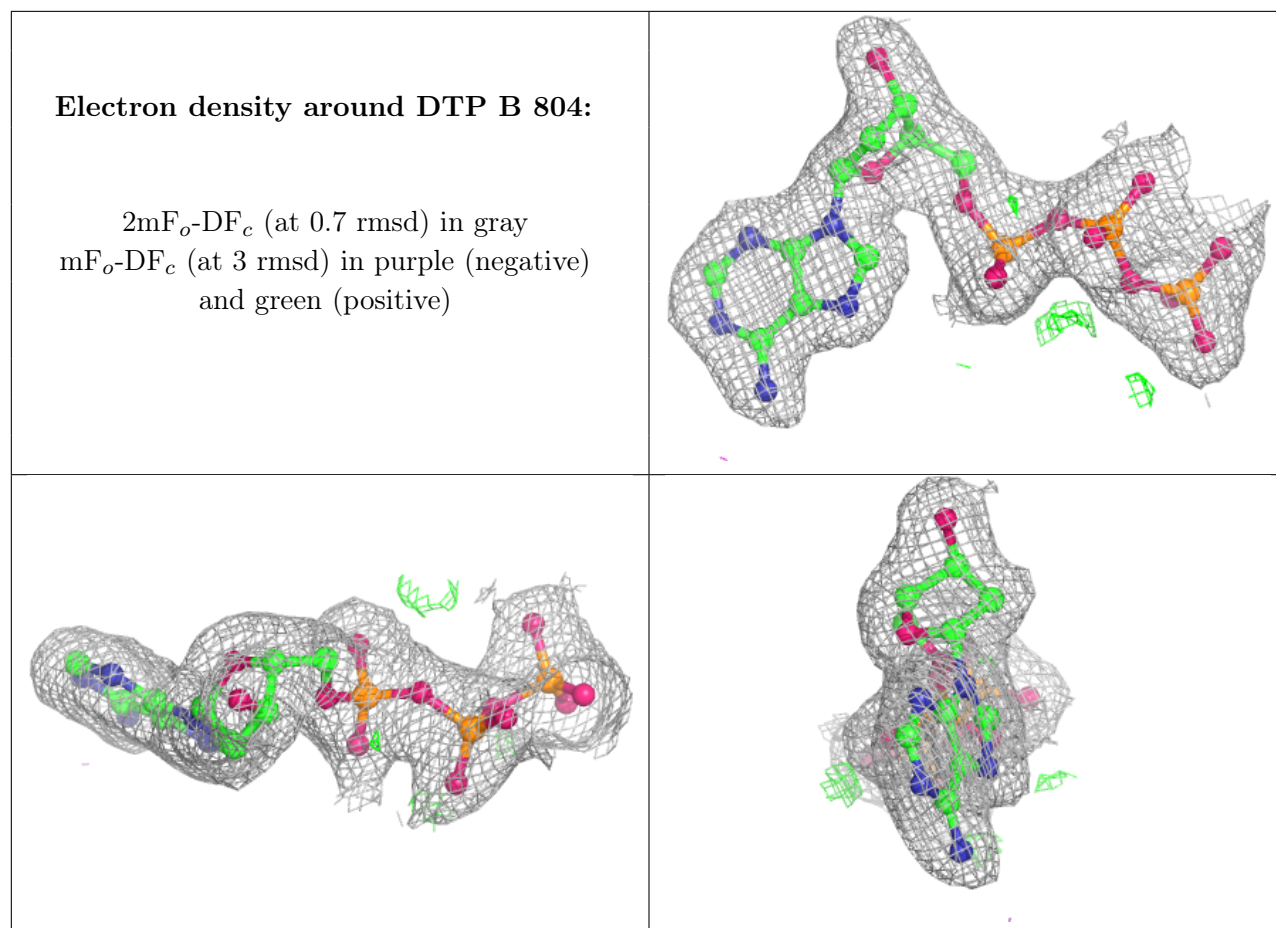 Electron density around DTP B 804:
2mFo-DFc (at 0.7 rmsd) in gray
mFo-DFc (at 3 rmsd) in purple (negative)
and green (positive)